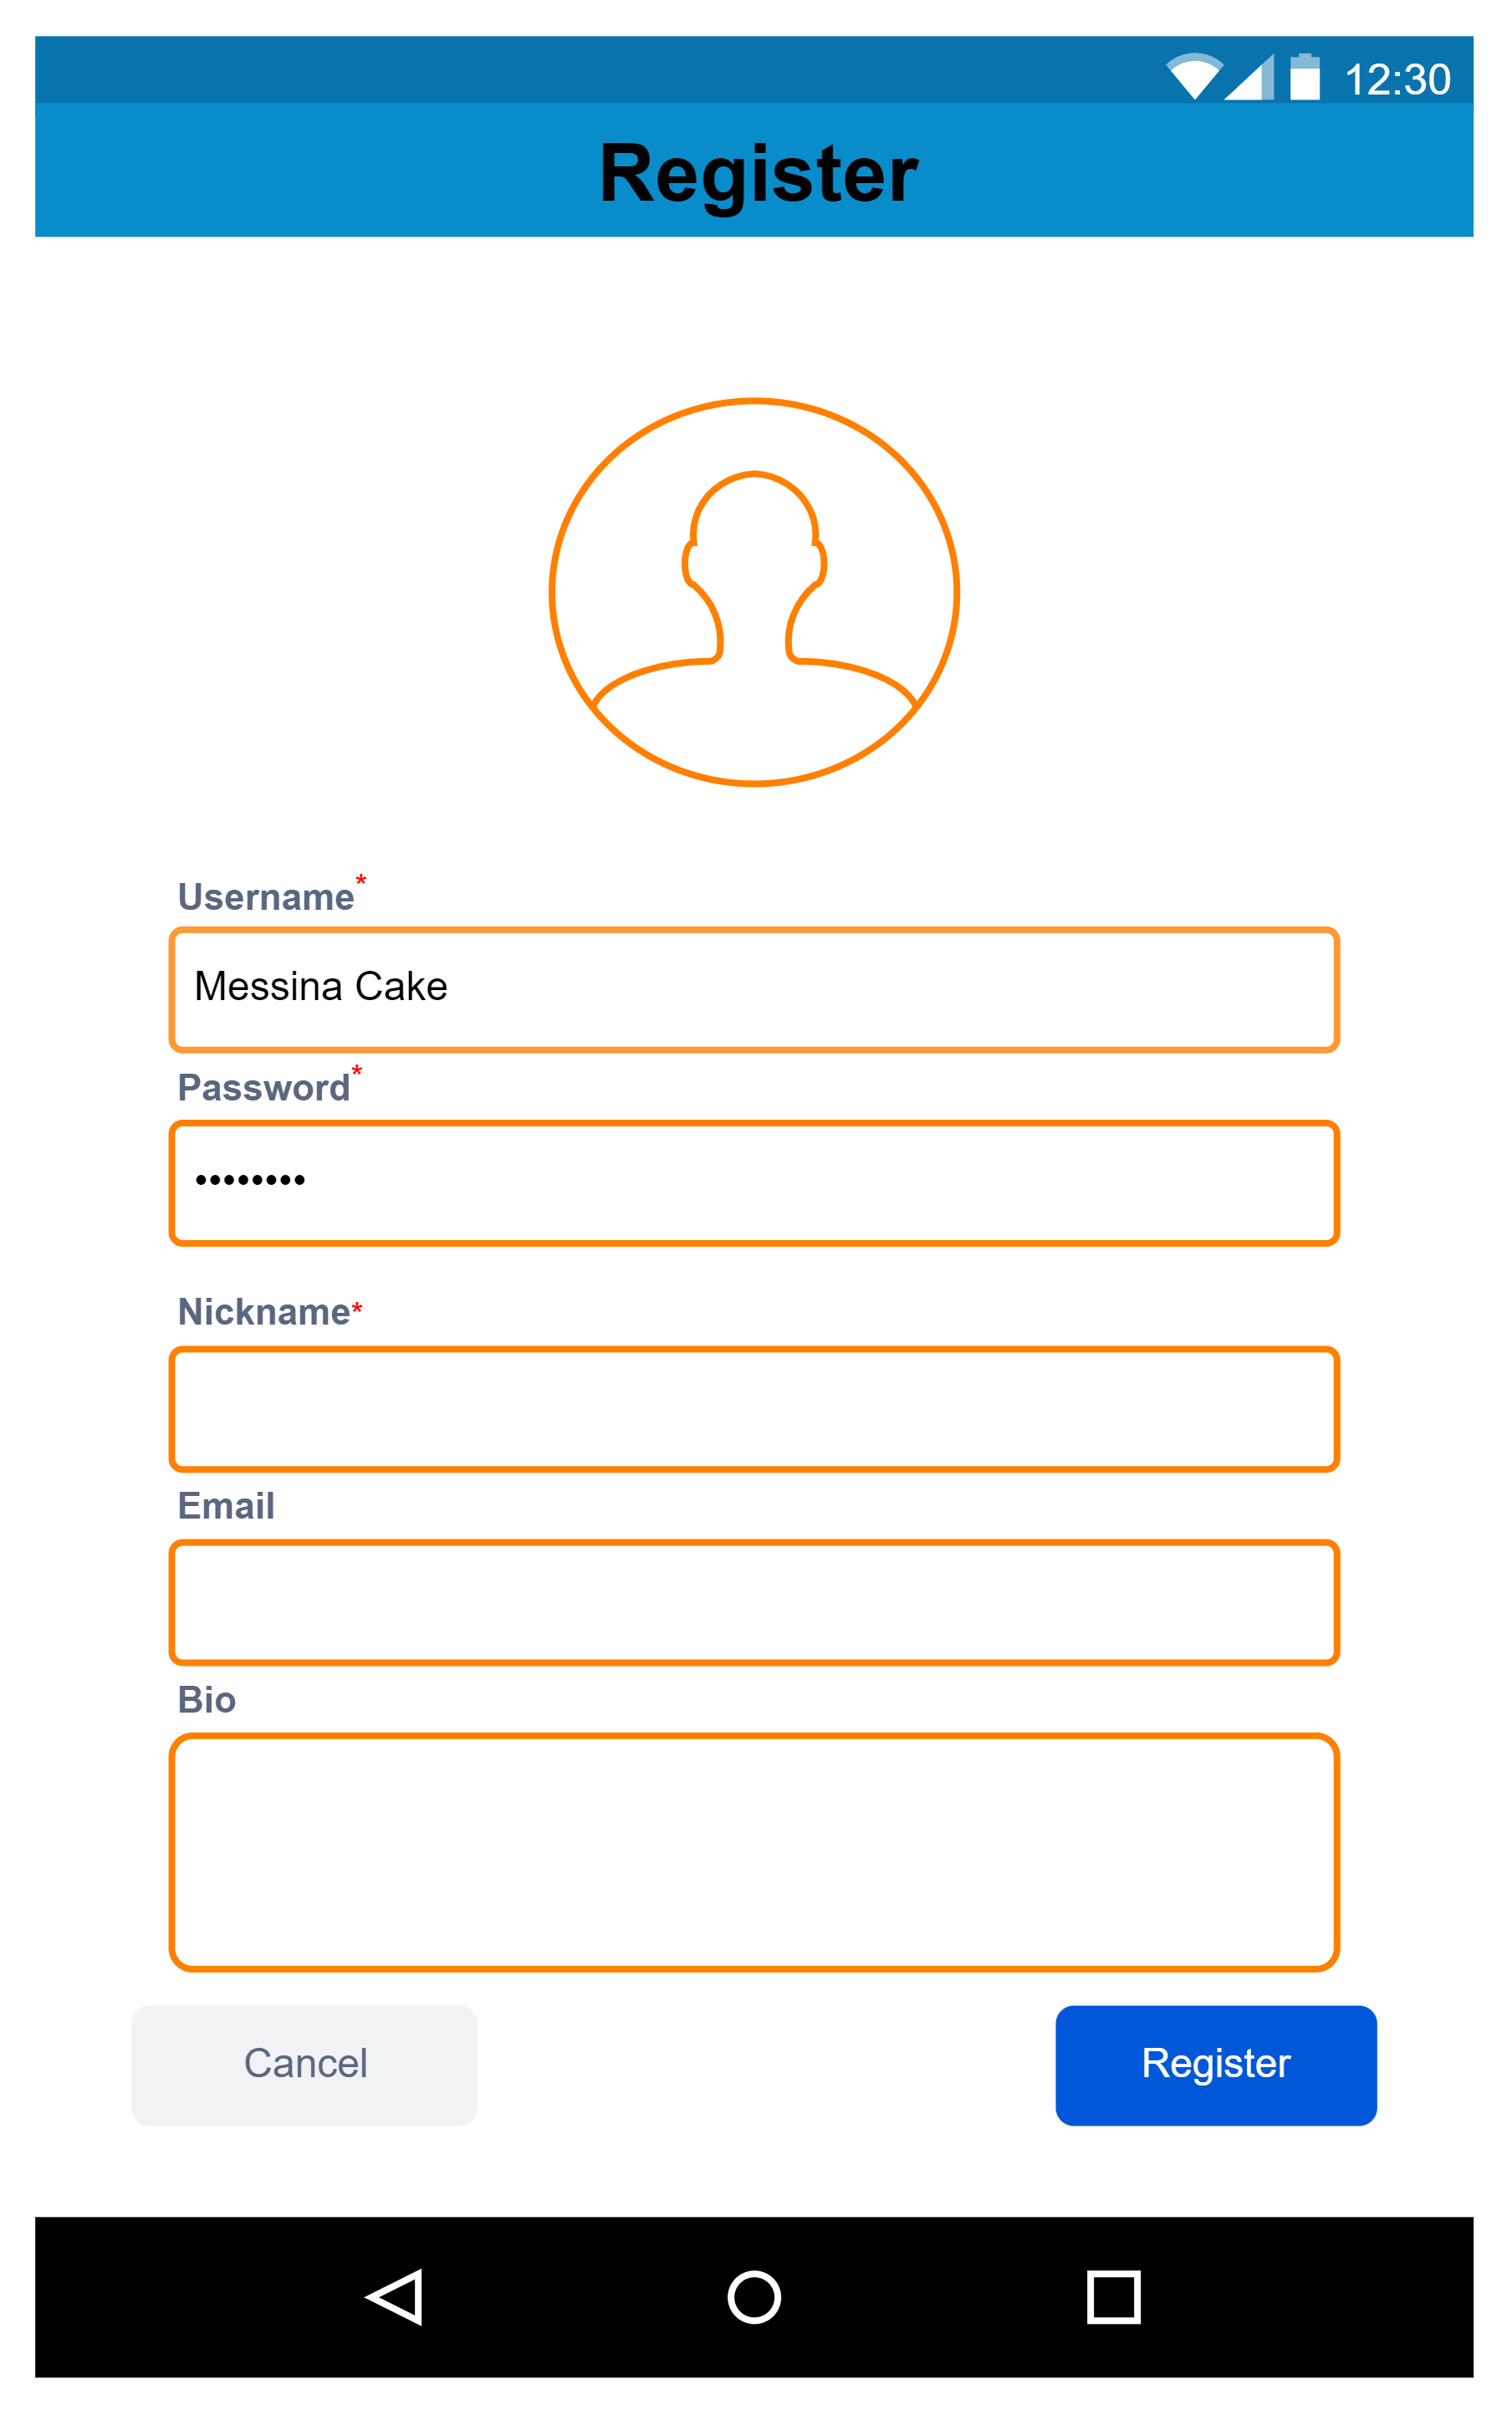 12:30
Register
Username*
Messina Cake
Password*
••••••••
Nickname*
Email
Bio
Cancel Register